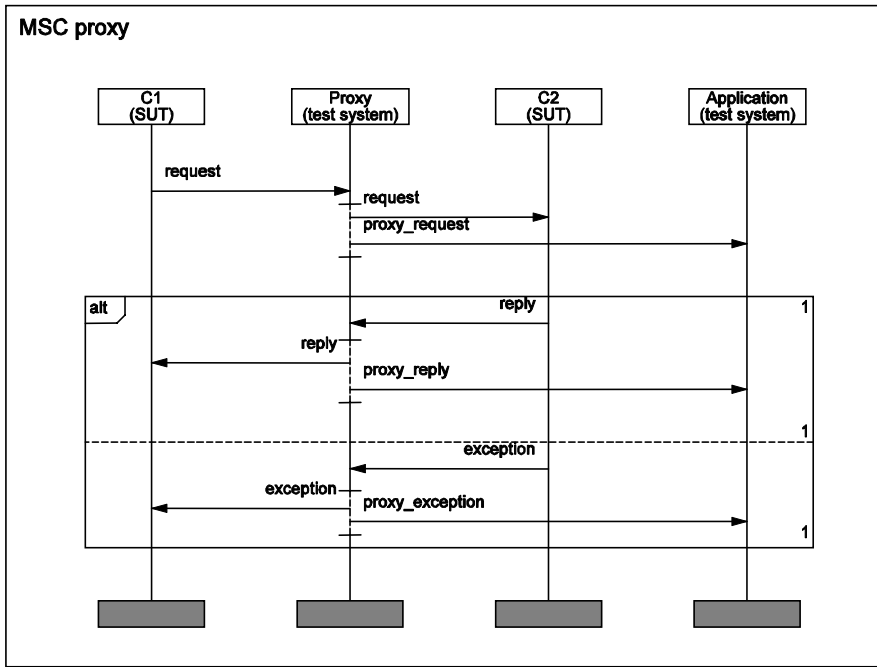 MSC proxy
C1
(SUT)
Proxy
(test system)
C2
(SUT)
Application
(test system)
request
request
proxy_request
alt
reply
1
reply
proxy_reply
1
exception
exception
proxy_exception
1